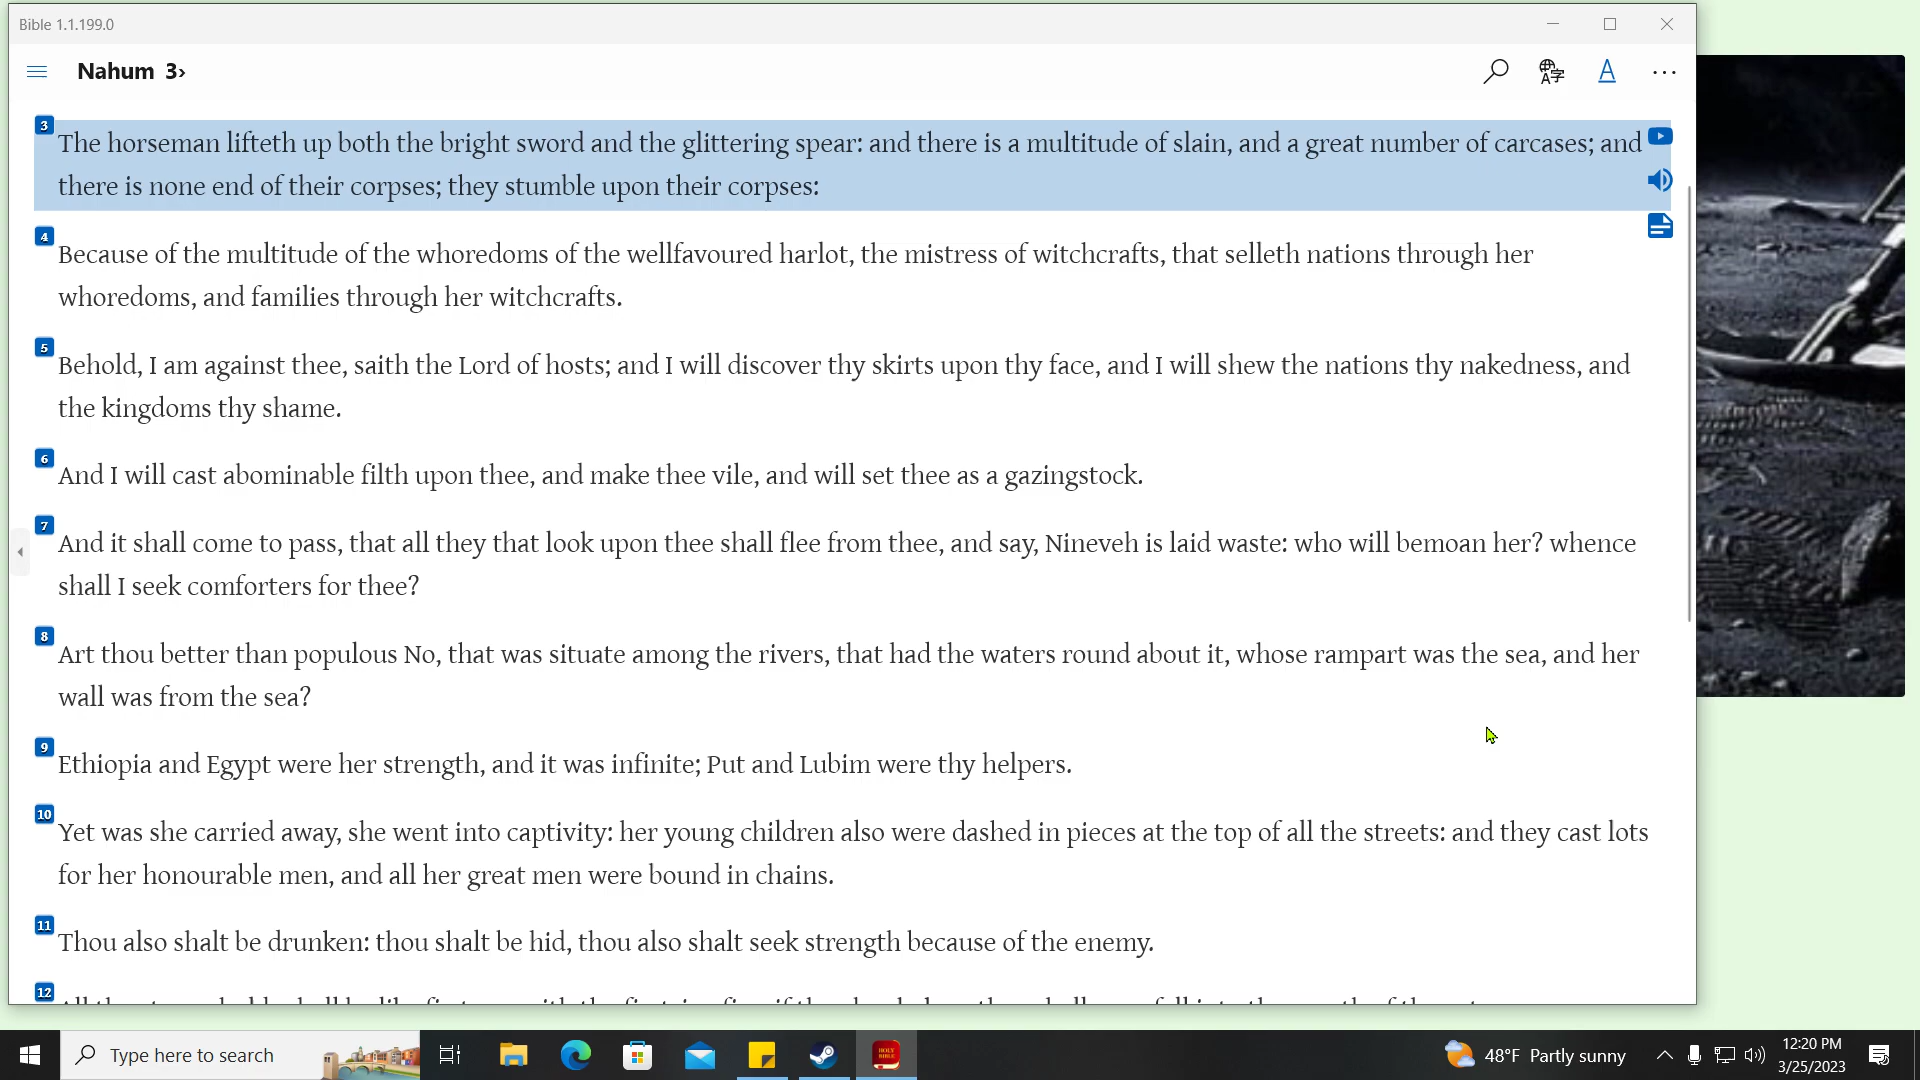 Bible 1.1.199.0
Nahum 3›
3
The horseman lifteth up both the bright sword and the glittering spear: and there is a multitude of slain, and a great number of carcases; and
there is none end of their corpses; they stumble upon their corpses:
4
Because of the multitude of the whoredoms of the wellfavoured harlot, the mistress of witchcrafts, that selleth nations through her
whoredoms, and families through her witchcrafts.
5
Behold, I am against thee, saith the Lord of hosts; and I will discover thy skirts upon thy face, and I will shew the nations thy nakedness, and
the kingdoms thy shame.
6
And I will cast abominable filth upon thee, and make thee vile, and will set thee as a gazingstock.
7
And it shall come to pass, that all they that look upon thee shall flee from thee, and say, Nineveh is laid waste: who will bemoan her? whence
shall I seek comforters for thee?
8
Art thou better than populous No, that was situate among the rivers, that had the waters round about it, whose rampart was the sea, and her
wall was from the sea?
9
Ethiopia and Egypt were her strength, and it was infinite; Put and Lubim were thy helpers.
10
Yet was she carried away, she went into captivity: her young children also were dashed in pieces at the top of all the streets: and they cast lots
for her honourable men, and all her great men were bound in chains.
11
Thou also shalt be drunken: thou shalt be hid, thou also shalt seek strength because of the enemy.
12
Type here to search
HOLY BIBLE
48°F Partly sunny
12:20 PM
3/25/2023